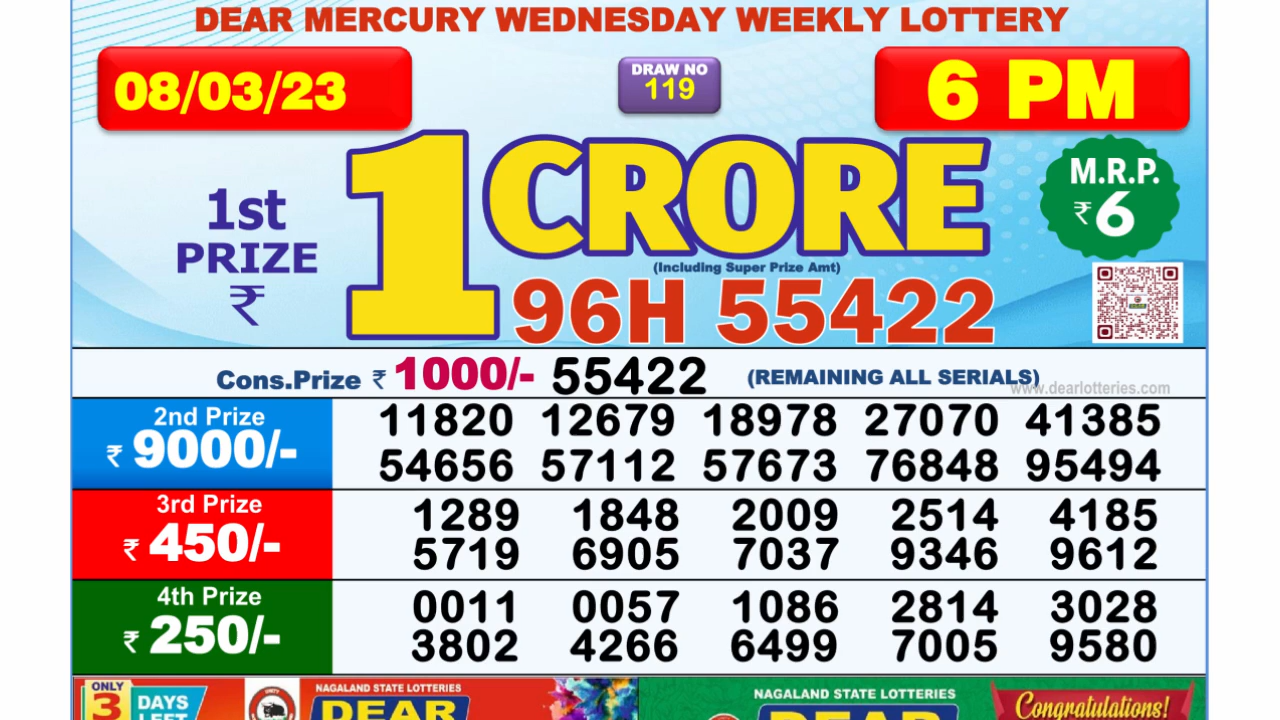 DEAR MERCURY WEDNESDAY WEEKLY LOTTERY
08/03/23
DRAW NO
119
6 PM
1st
PRIZE
₹
1 CRORE
(Including Super Prize Amt)
96H 55422
M.R.P.
₹6
Cons.Prize ₹ 1000/- 55422 (REMAINING ALL SERIALS)
www.dearlotteries.com
2nd Prize
₹ 9000/-
11820 12679 18978 27070 41385
54656 57112 57673 76848 95494
3rd Prize
₹ 450/-
1289 1848 2009 2514 4185
5719 6905 7037 9346 9612
4th Prize
₹ 250/-
0011 0057 1086 2814 3028
3802 4266 6499 7005 9580
ONLY
3 DAYS
LEFT
NAGALAND STATE LOTTERIES
DEAR
NAGALAND STATE LOTTERIES
DEAR
Congratulations!